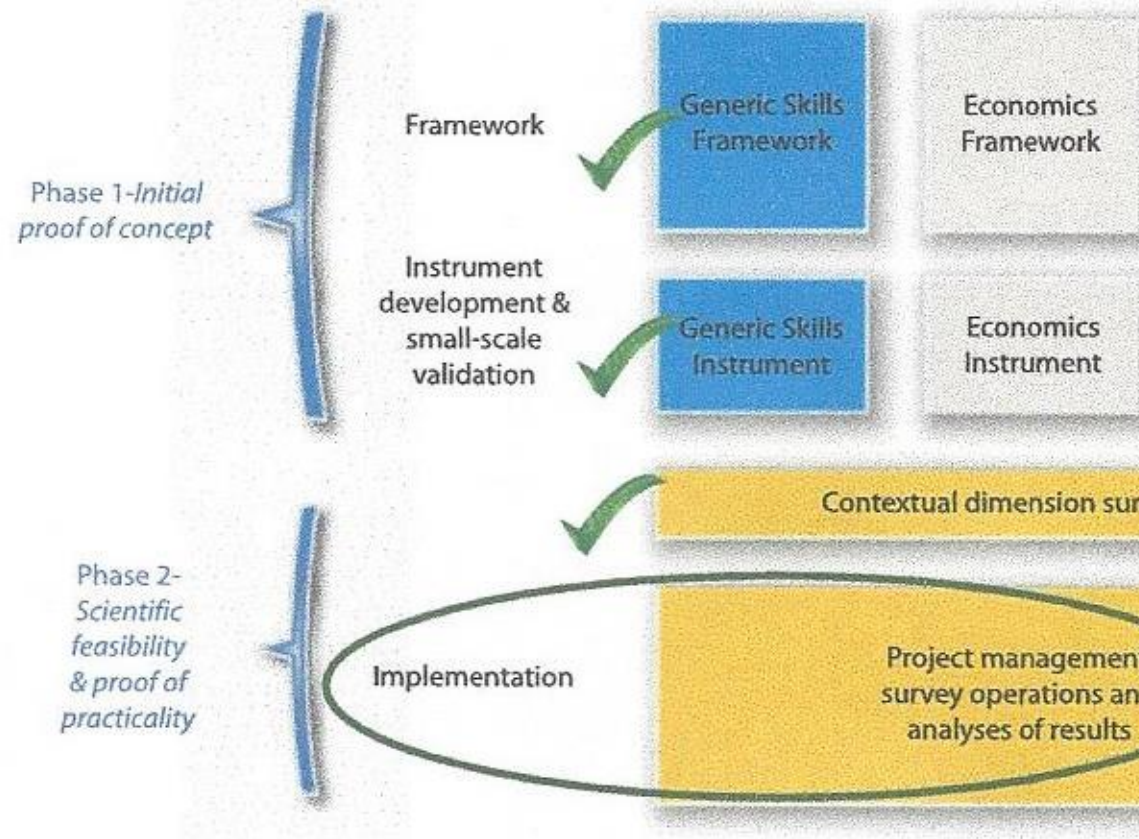 Phase 1-Initial
proof of concept
Framework
Generic Skills
Framework
Economics
Framework
Instrument
development &
small-scale
validation
Generic Skills
Instrument
Economics
Instrument
Phase 2-
Scientific
feasibility
& proof of
practicality
Contextual dimension sur
Implementation
Project managemen
survey operations an
analyses of results